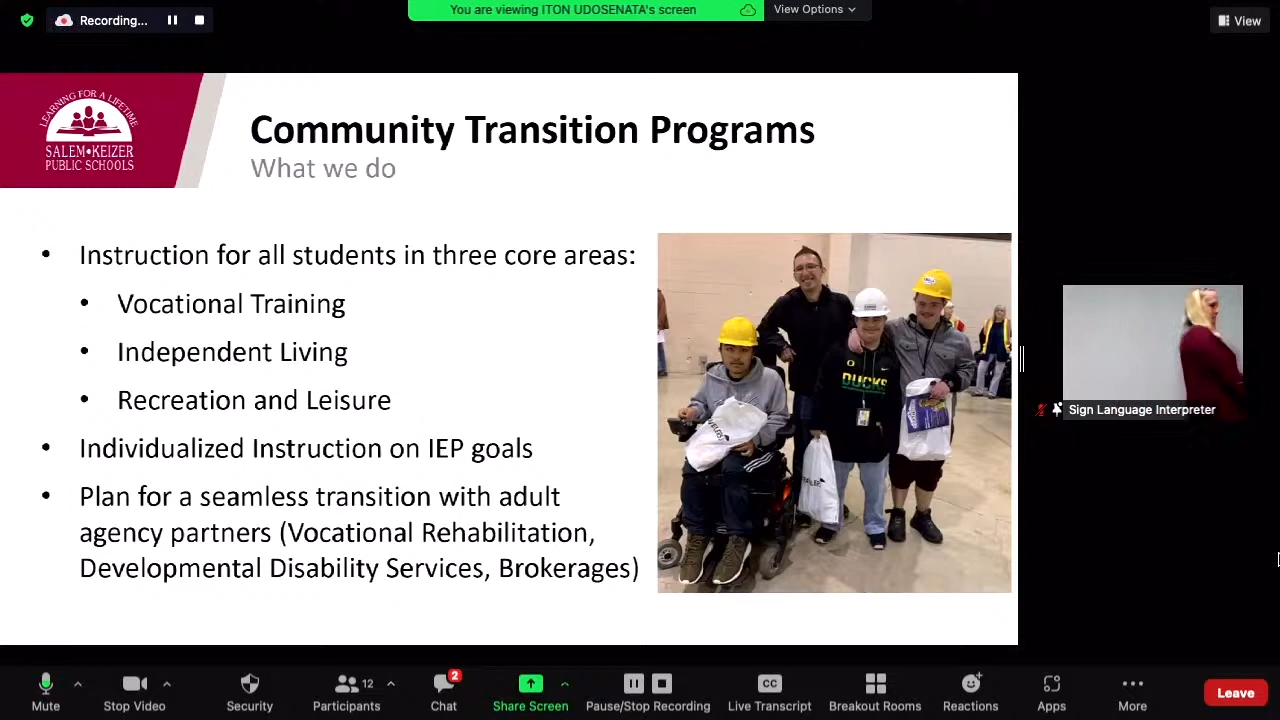 Recording...
You are viewing ITON UDOSENATA's screen
View Options
View
LEARNING FOR A LIFETIME
SALEM•KEIZER
PUBLIC SCHOOLS
Community Transition Programs
What we do
• Instruction for all students in three core areas:
• Vocational Training
• Independent Living
• Recreation and Leisure
• Individualized Instruction on IEP goals
• Plan for a seamless transition with adult
agency partners (Vocational Rehabilitation,
Developmental Disability Services, Brokerages)
O
DUCKS
Sign Language Interpreter
Mute
Stop Video
Security
Participants
12
Chat
2
Share Screen
Pause/Stop Recording
CC
Live Transcript
Breakout Rooms
Reactions
Apps
More
Leave